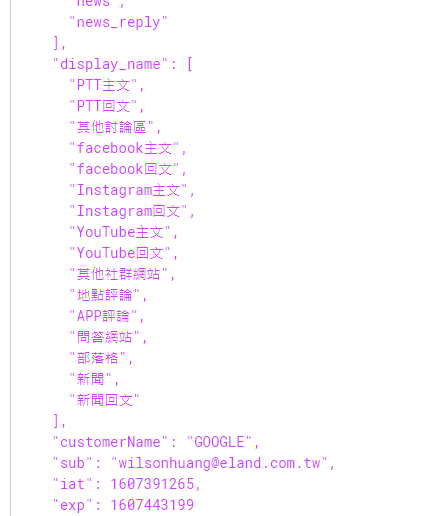 "news",
"news_reply"
],
"display_name": [
"PTT主文",
"PTT回文",
"其他討論區",
"facebook主文",
"facebook回文",
"Instagram主文",
"Instagram回文",
"YouTube主文",
"YouTube回文",
"其他社群網站",
"地點評論",
"APP評論",
"問答網站",
"部落格",
"新聞",
"新聞回文"
],
"customerName": "GOOGLE",
"sub": "wilsonhuang@eland.com.tw",
"iat": 1607391265,
"exp": 1607443199